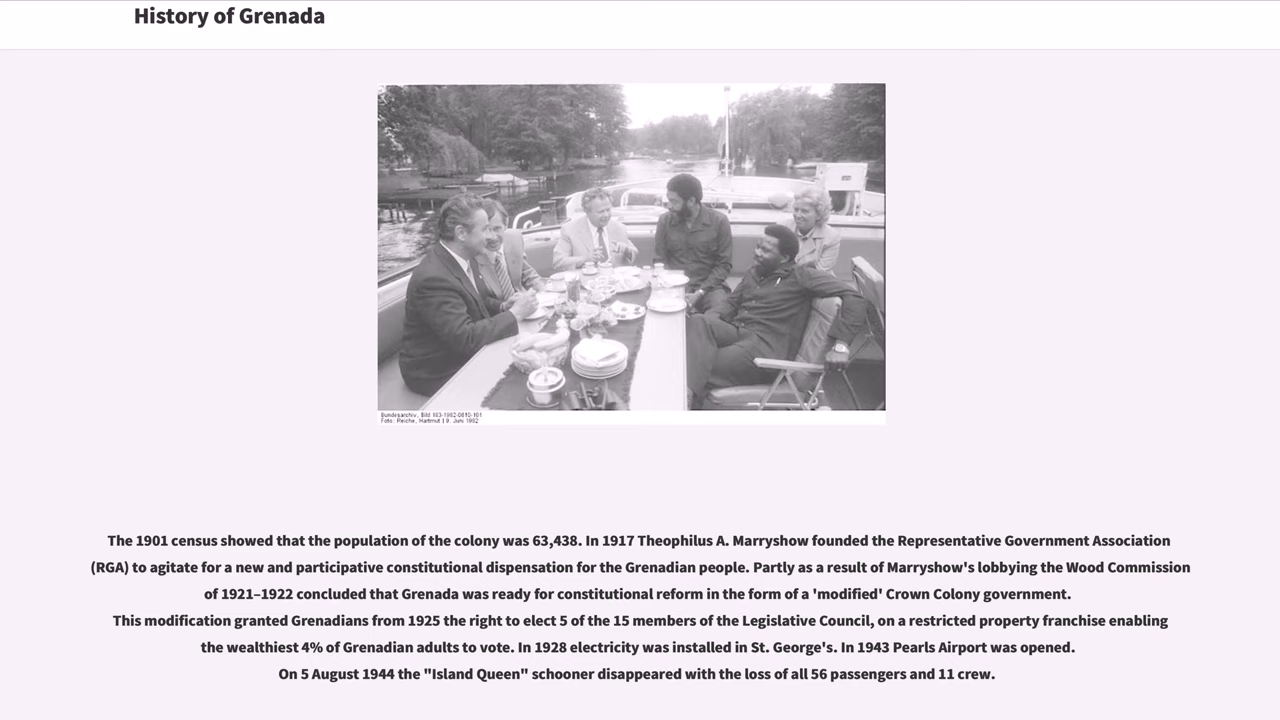 History of Grenada
Bundesarchiv, Bild 183-1982-0610-101
Foto: Reiche, Hartmut | 9. Juni 1982
The 1901 census showed that the population of the colony was 63,438. In 1917 Theophilus A. Marryshow founded the Representative Government Association
(RGA) to agitate for a new and participative constitutional dispensation for the Grenadian people. Partly as a result of Marryshow's lobbying the Wood Commission
of 1921–1922 concluded that Grenada was ready for constitutional reform in the form of a 'modified' Crown Colony government.
This modification granted Grenadians from 1925 the right to elect 5 of the 15 members of the Legislative Council, on a restricted property franchise enabling
the wealthiest 4% of Grenadian adults to vote. In 1928 electricity was installed in St. George's. In 1943 Pearls Airport was opened.
On 5 August 1944 the "Island Queen" schooner disappeared with the loss of all 56 passengers and 11 crew.